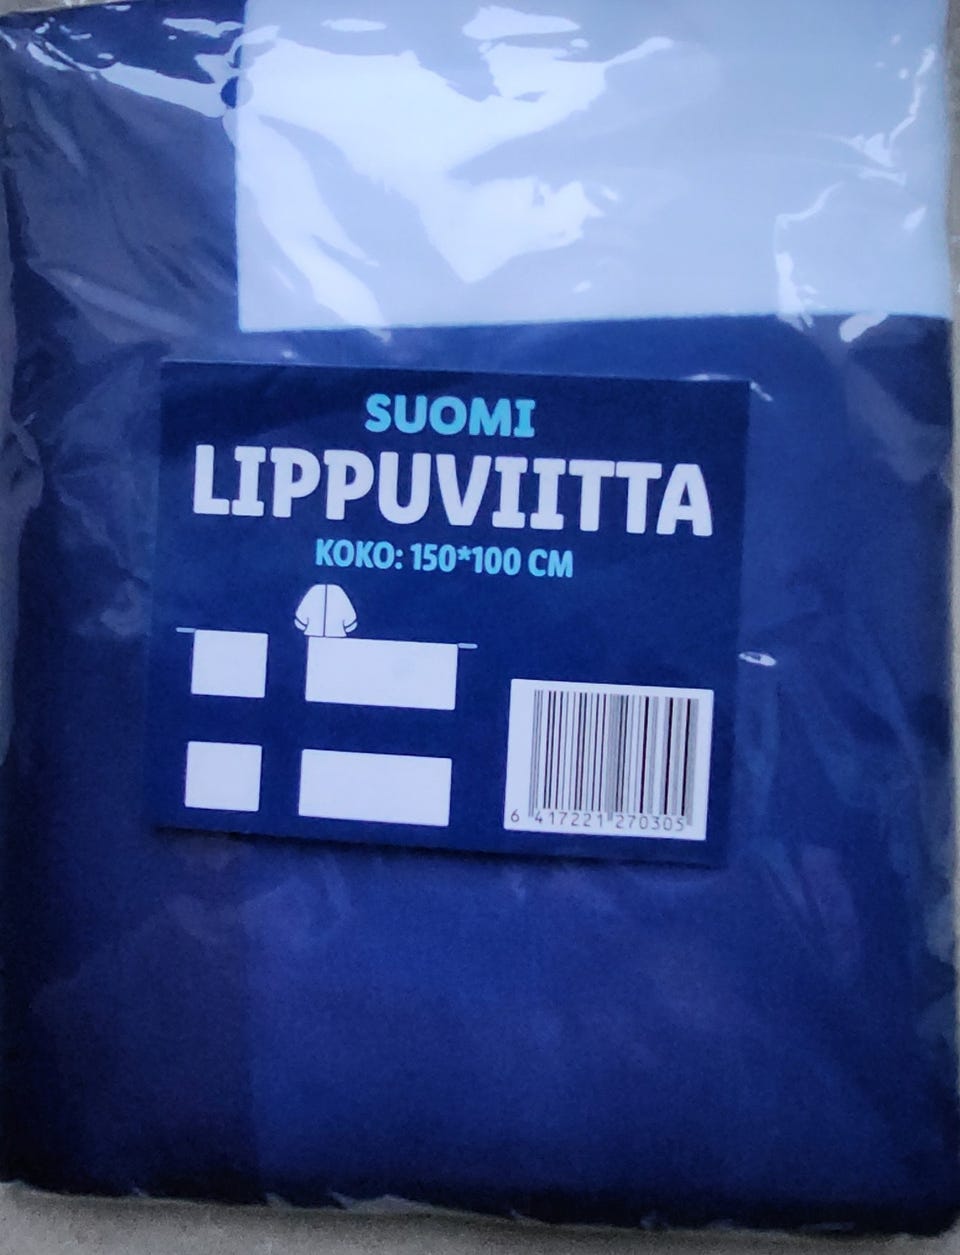 SUOMI
LIPPUVIITTA
KOKO: 150*100 CM
6 417221 270305